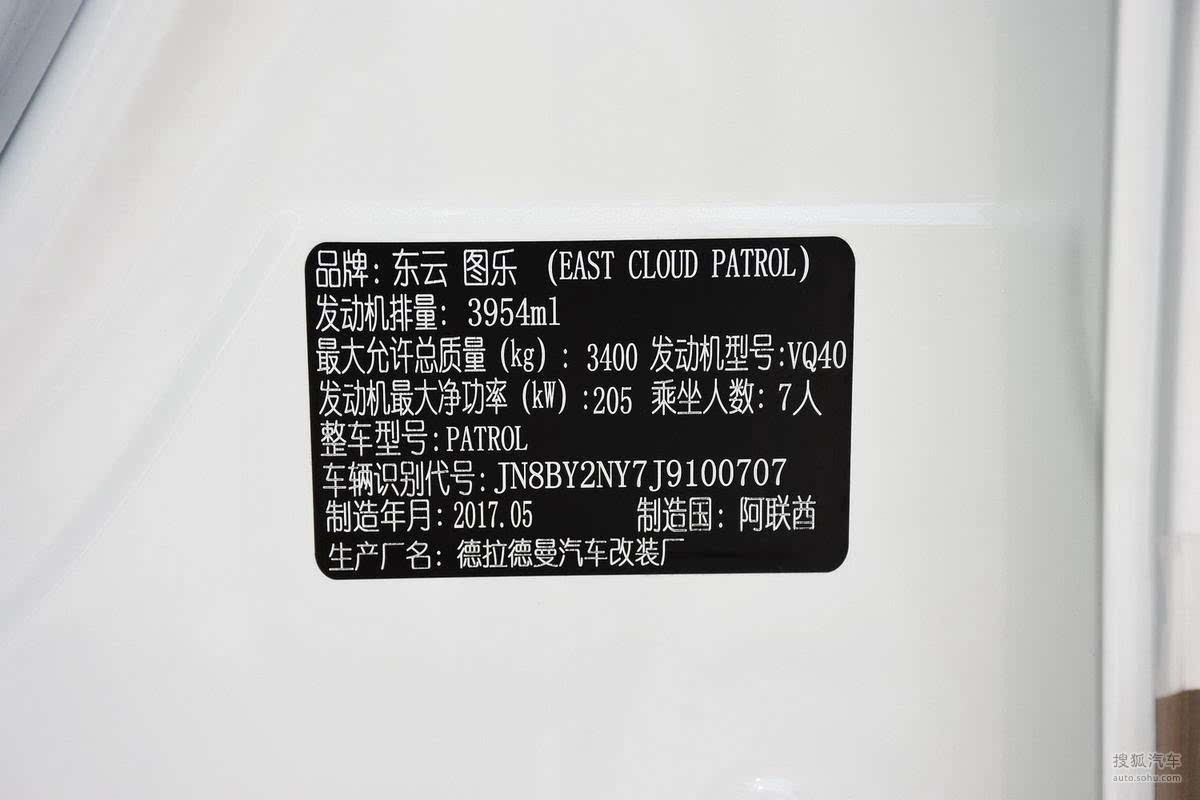 品牌: 东云 图乐 (EAST CLOUD PATROL)
发动机排量: 3954ml
最大允许总质量(kg): 3400 发动机型号:VQ40
发动机最大净功率(kW):205 乘坐人数: 7人
整车型号:PATROL
车辆识别代号:JN8BY2NY7J9100707
制造年月:2017.05 制造国: 阿联酋
生产厂名: 德拉德曼汽车改装厂
搜狐汽车
auto.sohu.com